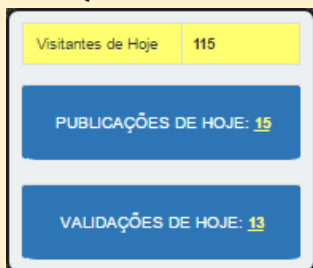 Visitantes de Hoje 115
PUBLICAÇÕES DE HOJE: 15
VALIDAÇÕES DE HOJE: 13